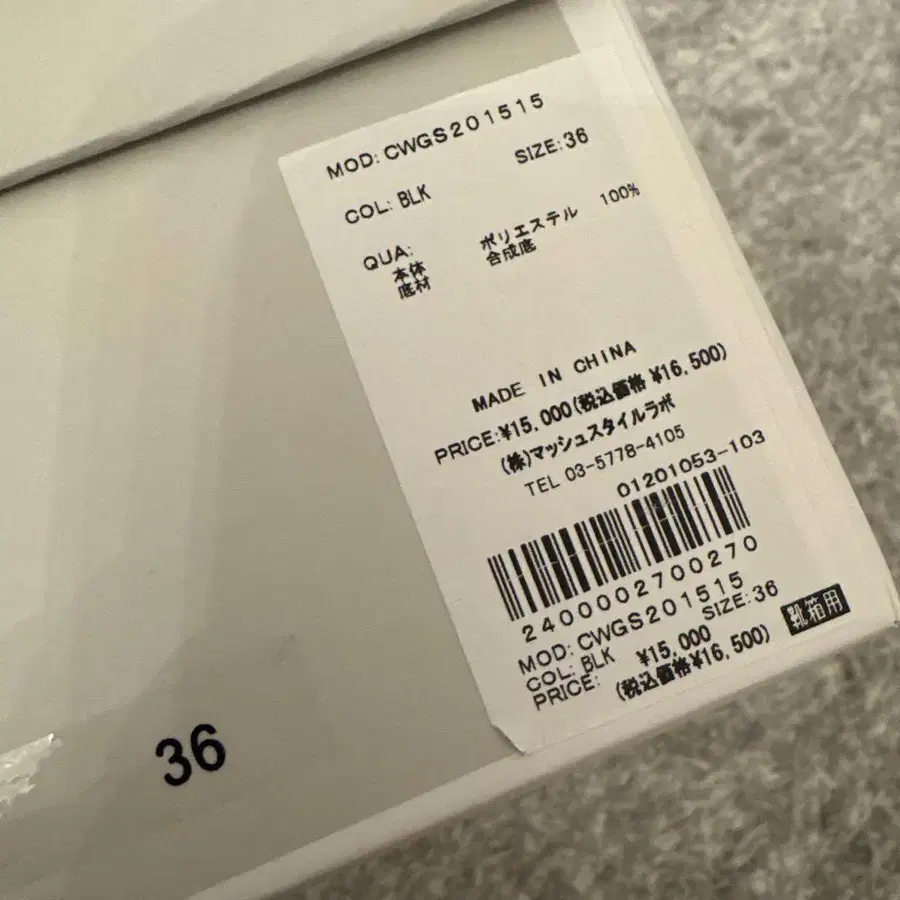 MOD: CWGS201515
SIZE: 36
COL: BLK
QUA:
本体 ポリエステル 100%
底材 合成底
MADE IN CHINA
PRICE:¥15,000(税込価格 ¥16,500)
(株)マッシュスタイルラボ
TEL 03-5778-4105
01201053-103
2400002700270
MOD: CWGS201515
COL: BLK SIZE: 36
PRICE: ¥15,000
(税込価格¥16,500)
靴箱用
36